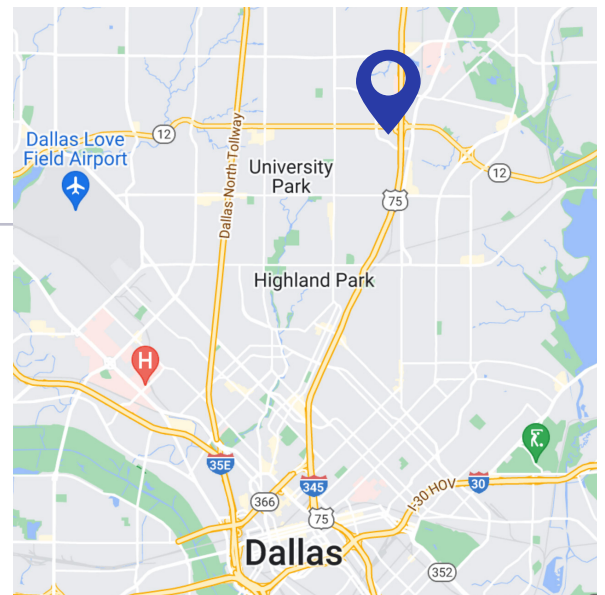 12
Dallas Love
Field Airport
Dallas North Tollway
University
Park
12
75
Highland Park
H
35E
345
I-30 HOV
30
366
75
Dallas
352